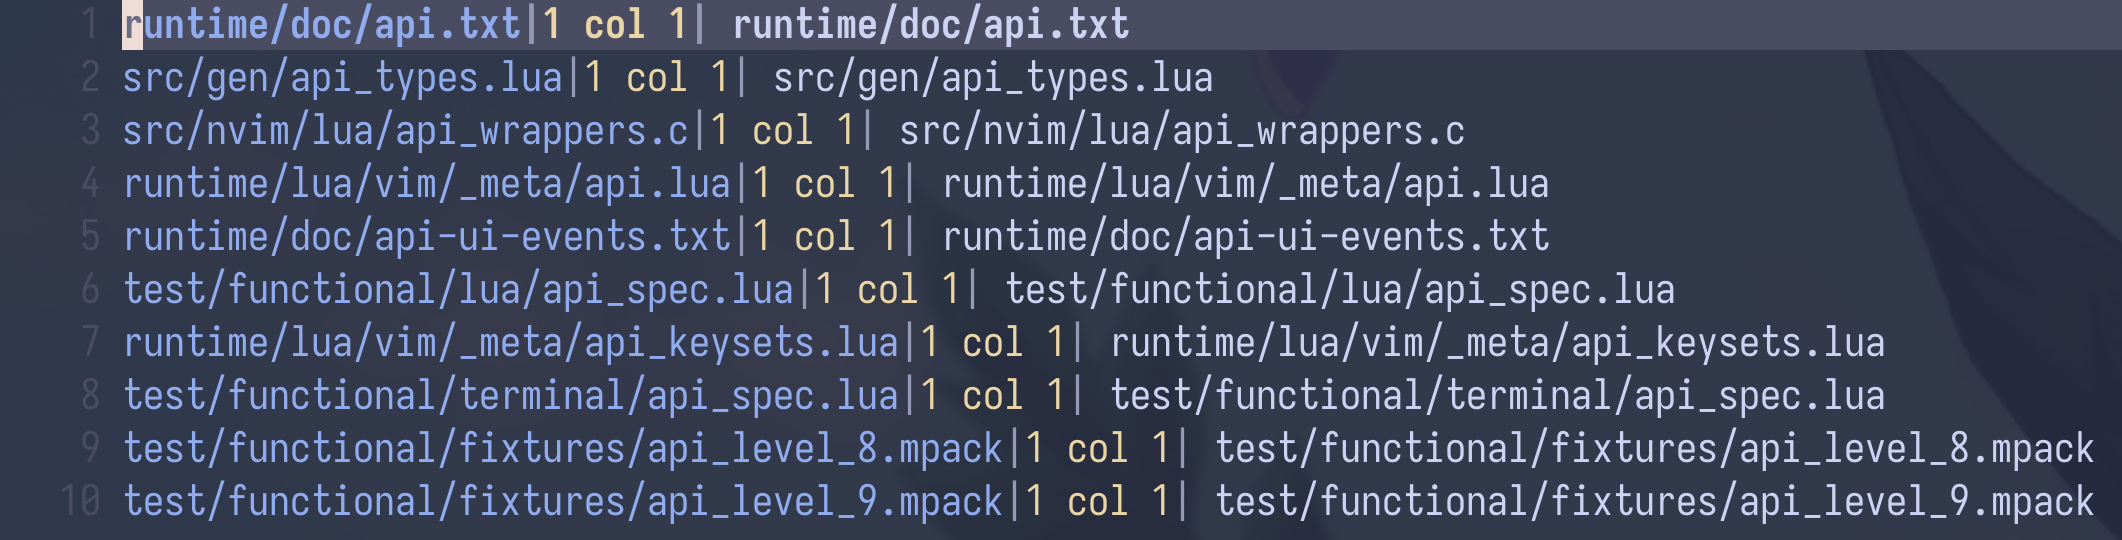 1 runtime/doc/api.txt|1 col 1| runtime/doc/api.txt
2 src/gen/api_types.lua|1 col 1| src/gen/api_types.lua
3 src/nvim/lua/api_wrappers.c|1 col 1| src/nvim/lua/api_wrappers.c
4 runtime/lua/vim/_meta/api.lua|1 col 1| runtime/lua/vim/_meta/api.lua
5 runtime/doc/api-ui-events.txt|1 col 1| runtime/doc/api-ui-events.txt
6 test/functional/lua/api_spec.lua|1 col 1| test/functional/lua/api_spec.lua
7 runtime/lua/vim/_meta/api_keysets.lua|1 col 1| runtime/lua/vim/_meta/api_keysets.lua
8 test/functional/terminal/api_spec.lua|1 col 1| test/functional/terminal/api_spec.lua
9 test/functional/fixtures/api_level_8.mpack|1 col 1| test/functional/fixtures/api_level_8.mpack
10 test/functional/fixtures/api_level_9.mpack|1 col 1| test/functional/fixtures/api_level_9.mpack